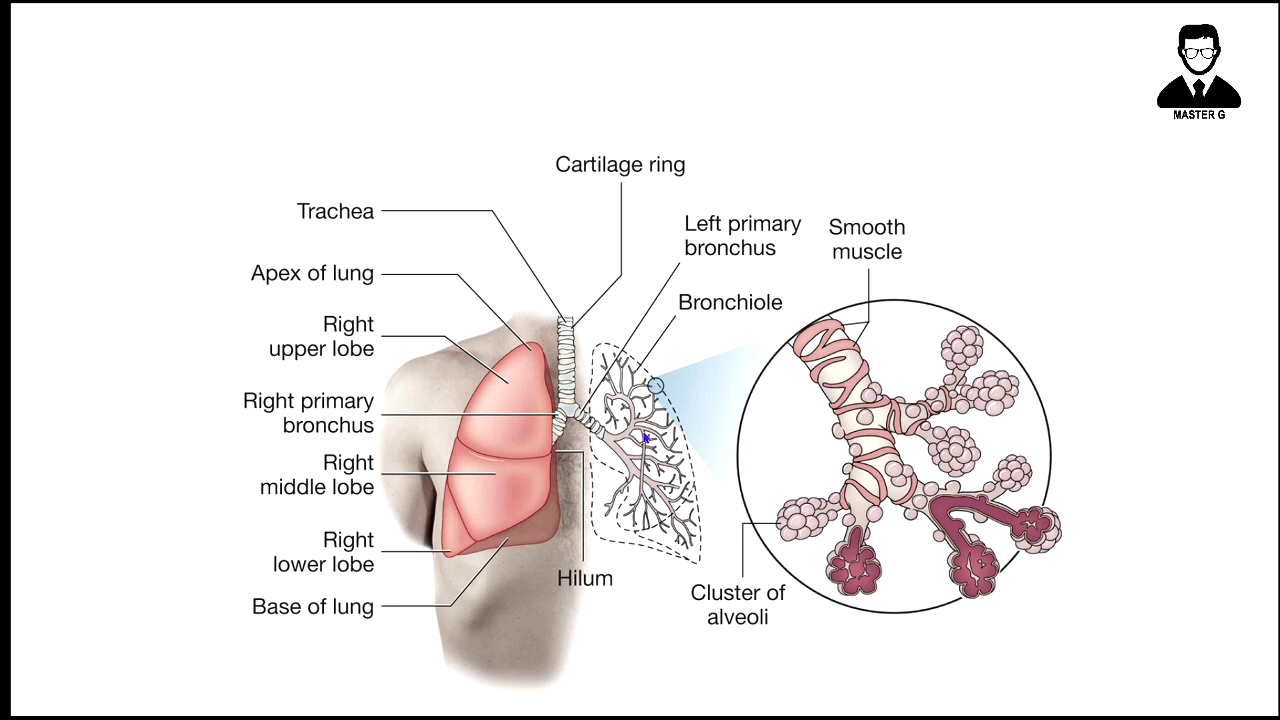 MASTER G
Cartilage ring
Trachea
Left primary
bronchus
Smooth
muscle
Apex of lung
Bronchiole
Right
upper lobe
Right primary
bronchus
Right
middle lobe
Right
lower lobe
Hilum
Base of lung
Cluster of
alveoli